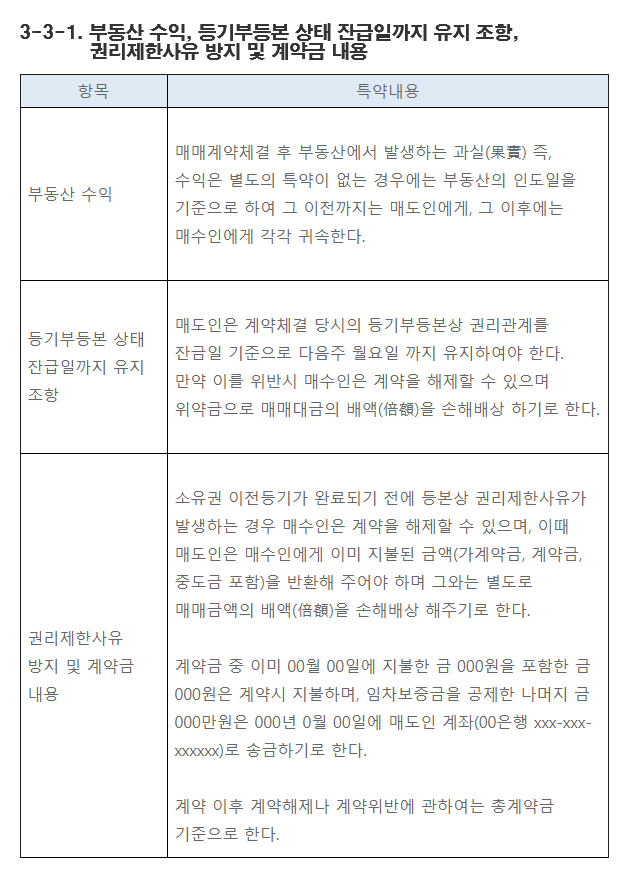 3-3-1. 부동산 수익, 등기부등본 상태 잔급일까지 유지 조항,
권리제한사유 방지 및 계약금 내용
항목
특약내용
부동산 수익
매매계약체결 후 부동산에서 발생하는 과실(果實) 즉,
수익은 별도의 특약이 없는 경우에는 부동산의 인도일을
기준으로 하여 그 이전까지는 매도인에게, 그 이후에는
매수인에게 각각 귀속한다.
등기부등본 상태
잔급일까지 유지
조항
매도인은 계약체결 당시의 등기부등본상 권리관계를
잔금일 기준으로 다음주 월요일 까지 유지하여야 한다.
만약 이를 위반시 매수인은 계약을 해제할 수 있으며
위약금으로 매매대금의 배액(倍額)을 손해배상 하기로 한다.
권리제한사유
방지 및 계약금
내용
소유권 이전등기가 완료되기 전에 등본상 권리제한사유가
발생하는 경우 매수인은 계약을 해제할 수 있으며, 이때
매도인은 매수인에게 이미 지불된 금액(가계약금, 계약금,
중도금 포함)을 반환해 주어야 하며 그와는 별도로
매매금액의 배액(倍額)을 손해배상 해주기로 한다.
계약금 중 이미 00월 00일에 지불한 금 000원을 포함한 금
000원은 계약시 지불하며, 임차보증금을 공제한 나머지 금
000만원은 000년 0월 00일에 매도인 계좌(00은행 xxx-xxx-
xxxxxx)로 송금하기로 한다.
계약 이후 계약해제나 계약위반에 관하여는 총계약금
기준으로 한다.